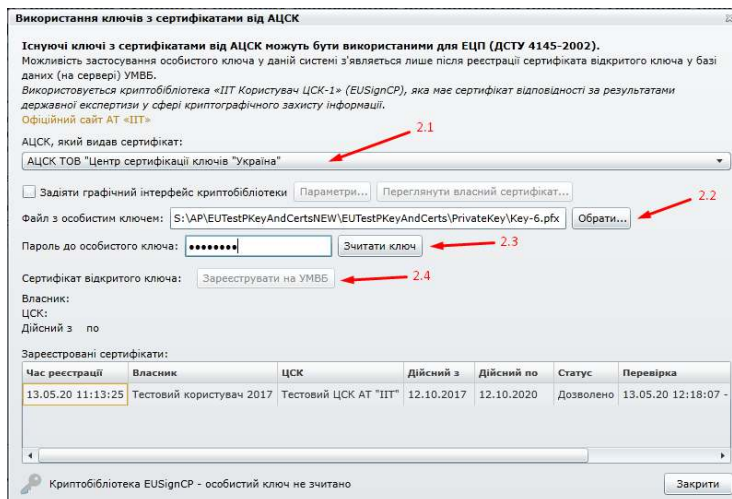 Використання ключів з сертифікатами від АЦСК
Існуючі ключі з сертифікатами від АЦСК можуть бути використаними для ЕЦП (ДСТУ 4145-2002).
Можливість застосування особистого ключа у даній системі з'являється лише після реєстрації сертифіката відкритого ключа у базі
даних (на сервері) УМВБ.
Використовується криптобібліотека «ІІТ Користувач ЦСК-1» (EUSignCP), яка має сертифікат відповідності за результатами
державної експертизи у сфері криптографічного захисту інформації.
Офіційний сайт АТ «ІІТ»
2.1
АЦСК, який видав сертифікат:
АЦСК ТОВ "Центр сертифікації ключів "Україна"
Задіяти графічний інтерфейс криптобібліотеки Параметри... Переглянути власний сертифікат...
2.2
Файл з особистим ключем: S:\AP\EUTestPKeyAndCertsNEW\EUTestPKeyAndCerts\PrivateKey\Key-6.pfx Обрати...
Пароль до особистого ключа: Зчитати ключ 2.3
Сертифікат відкритого ключа: Зареєструвати на УМВБ 2.4
Власник:
ЦСК:
Дійсний з по
Зареєстровані сертифікати:
Час реєстрації Власник ЦСК Дійсний з Дійсний по Статус Перевірка
13.05.20 11:13:25 Тестовий користувач 2017 Тестовий ЦСК АТ "ІІТ" 12.10.2017 12.10.2020 Дозволено 13.05.20 12:18:07 -
Криптобібліотека EUSignCP - особистий ключ не зчитано Закрити